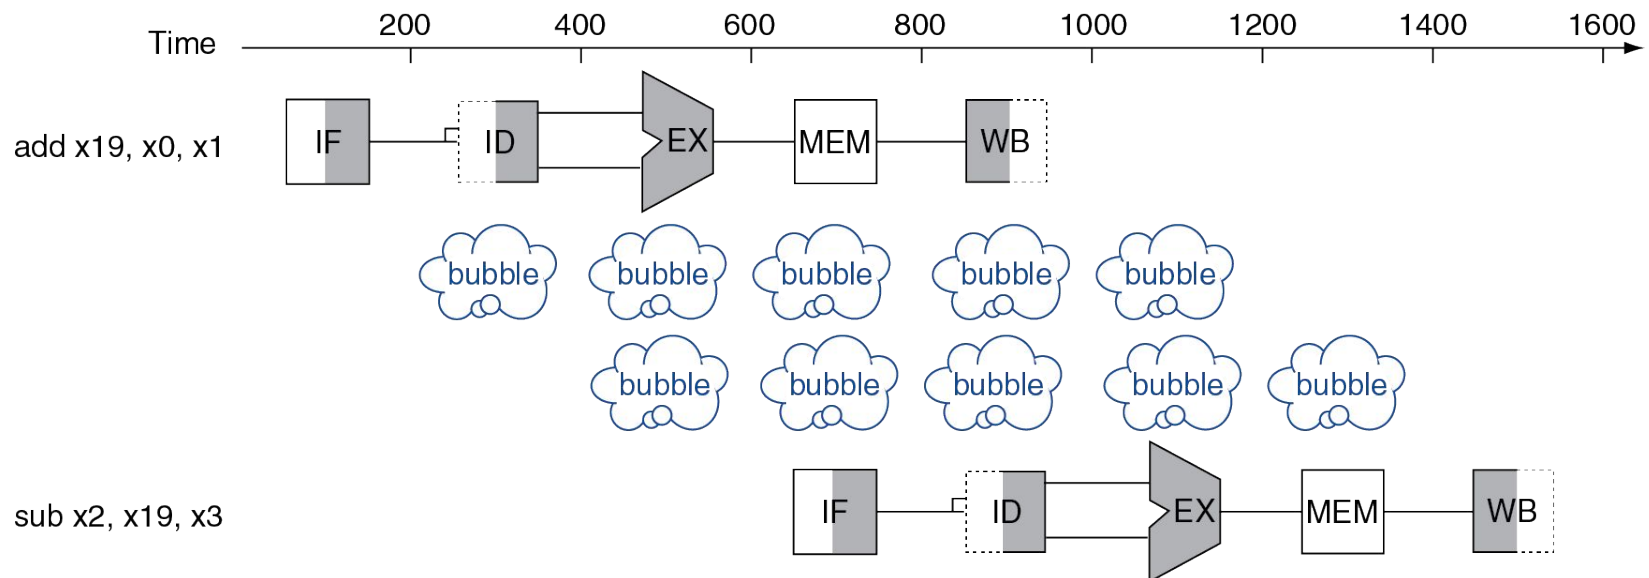 Time 200 400 600 800 1000 1200 1400 1600
add x19, x0, x1 IF ID EX MEM WB
bubble bubble bubble bubble bubble
bubble bubble bubble bubble bubble
sub x2, x19, x3 IF ID EX MEM WB